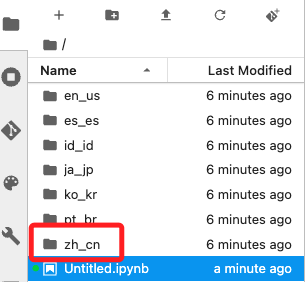 /
Name Last Modified
en_us 6 minutes ago
es_es 6 minutes ago
id_id 6 minutes ago
ja_jp 6 minutes ago
ko_kr 6 minutes ago
pt_br 6 minutes ago
zh_cn 6 minutes ago
Untitled.ipynb a minute ago